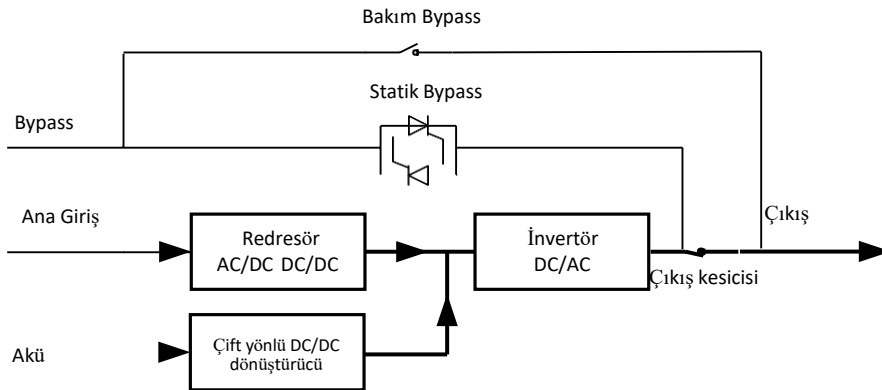 Bakım Bypass
Statik Bypass
Bypass
Ana Giriş
Çıkış
Redresör
AC/DC DC/DC
İnvertör
DC/AC
Çıkış kesicisi
Akü
Çift yönlü DC/DC
dönüştürücü